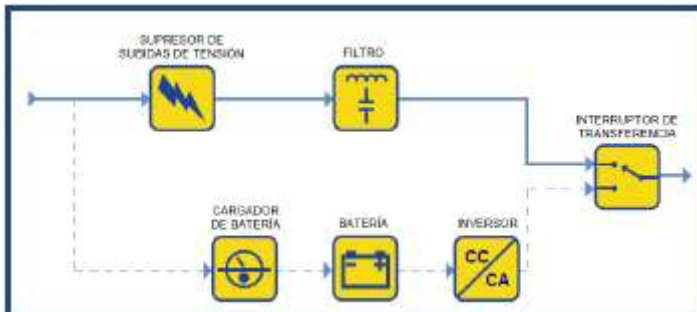 SUPRESOR DE
SUBIDAS DE TENSIÓN
FILTRO
INTERRUPTOR DE
TRANSFERENCIA
CARGADOR
DE BATERÍA
BATERÍA
INVERSOR
CC
CA